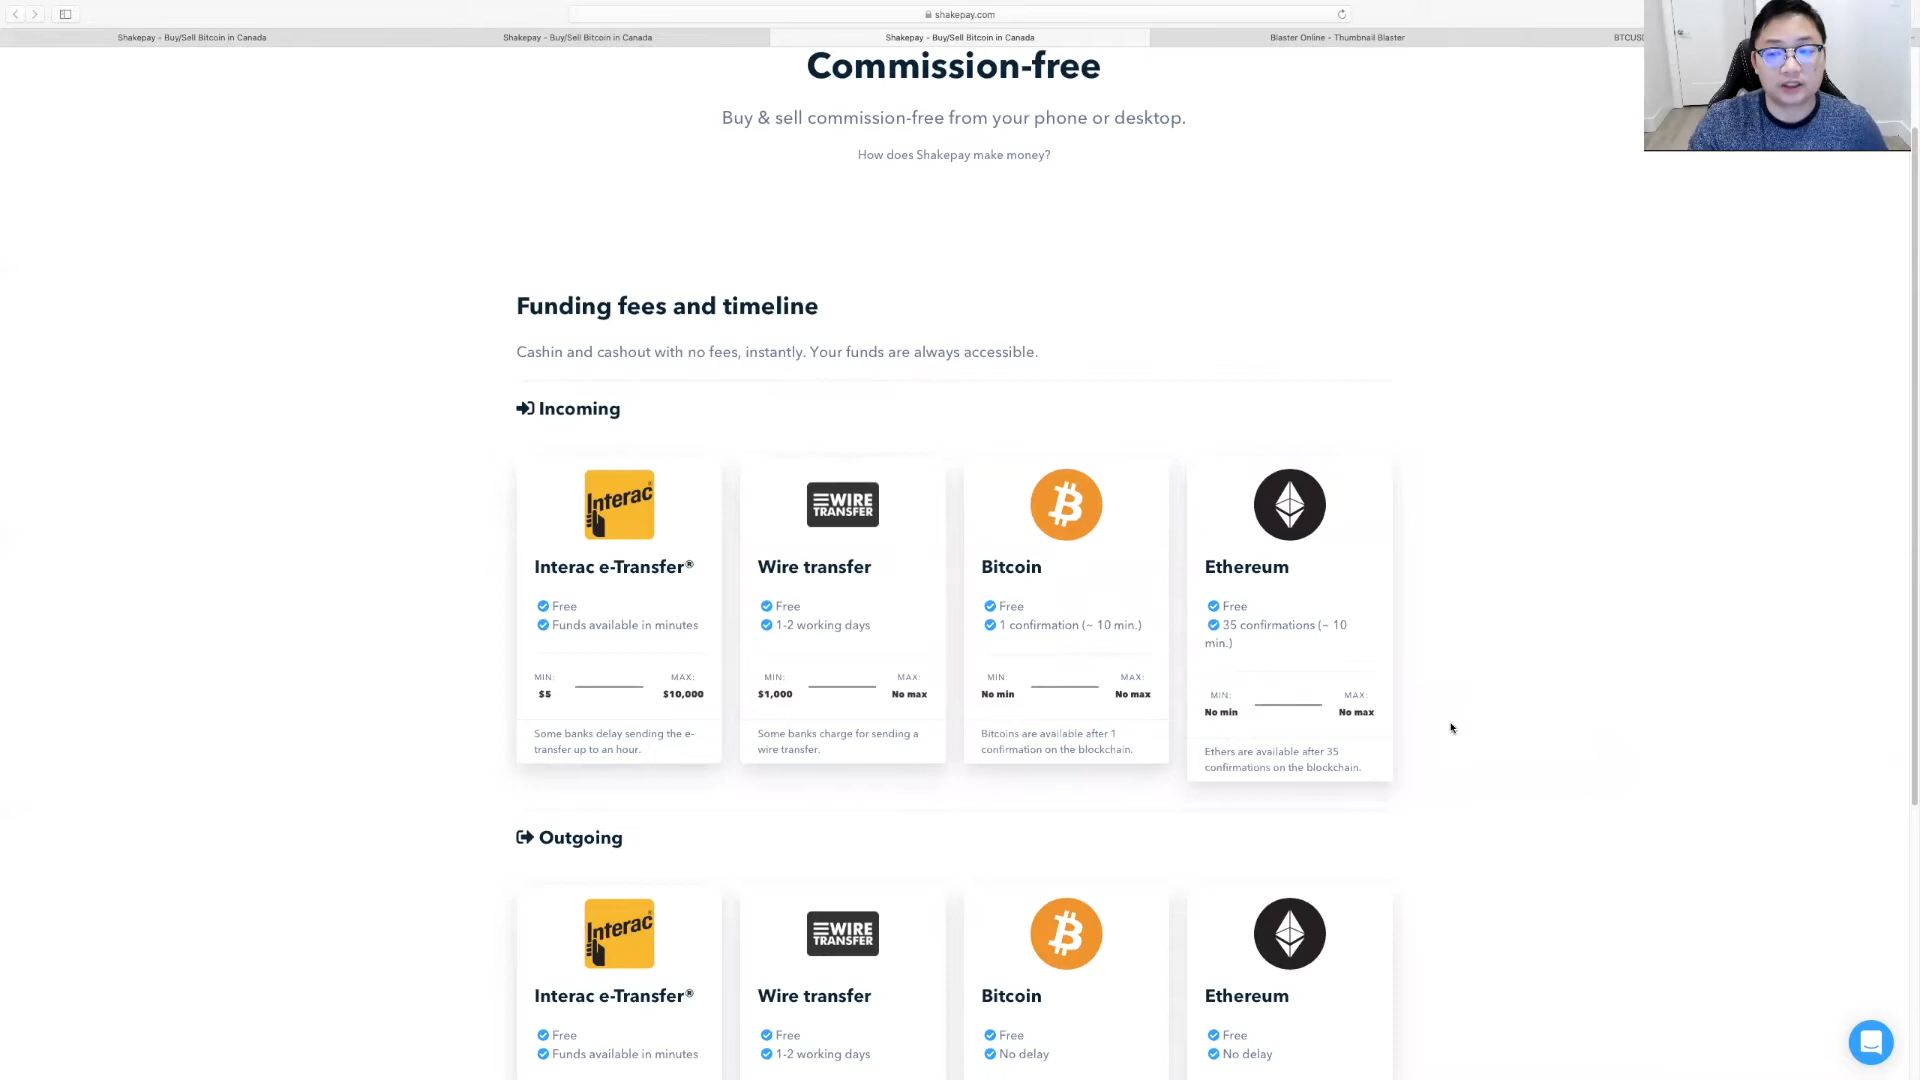 shakepay.com
Shakepay - Buy/Sell Bitcoin in Canada
Shakepay - Buy/Sell Bitcoin in Canada
Shakepay - Buy/Sell Bitcoin in Canada
Blaster Online - Thumbnail Blaster
Commission-free
Buy & sell commission-free from your phone or desktop.
How does Shakepay make money?
Funding fees and timeline
Cashin and cashout with no fees, instantly. Your funds are always accessible.
Incoming
Interac
Interac e-Transfer®
Free
Funds available in minutes
MIN: MAX:
$5 $10,000
Some banks delay sending the e-
transfer up to an hour.
WIRE
TRANSFER
Wire transfer
Free
1-2 working days
MIN: MAX:
$1,000 No max
Some banks charge for sending a
wire transfer.
Bitcoin
Free
1 confirmation (~ 10 min.)
MIN: MAX:
No min No max
Bitcoins are available after 1
confirmation on the blockchain.
Ethereum
Free
35 confirmations (~ 10
min.)
MIN: MAX:
No min No max
Ethers are available after 35
confirmations on the blockchain.
Outgoing
Interac
Interac e-Transfer®
Free
Funds available in minutes
WIRE
TRANSFER
Wire transfer
Free
1-2 working days
Bitcoin
Free
No delay
Ethereum
Free
No delay